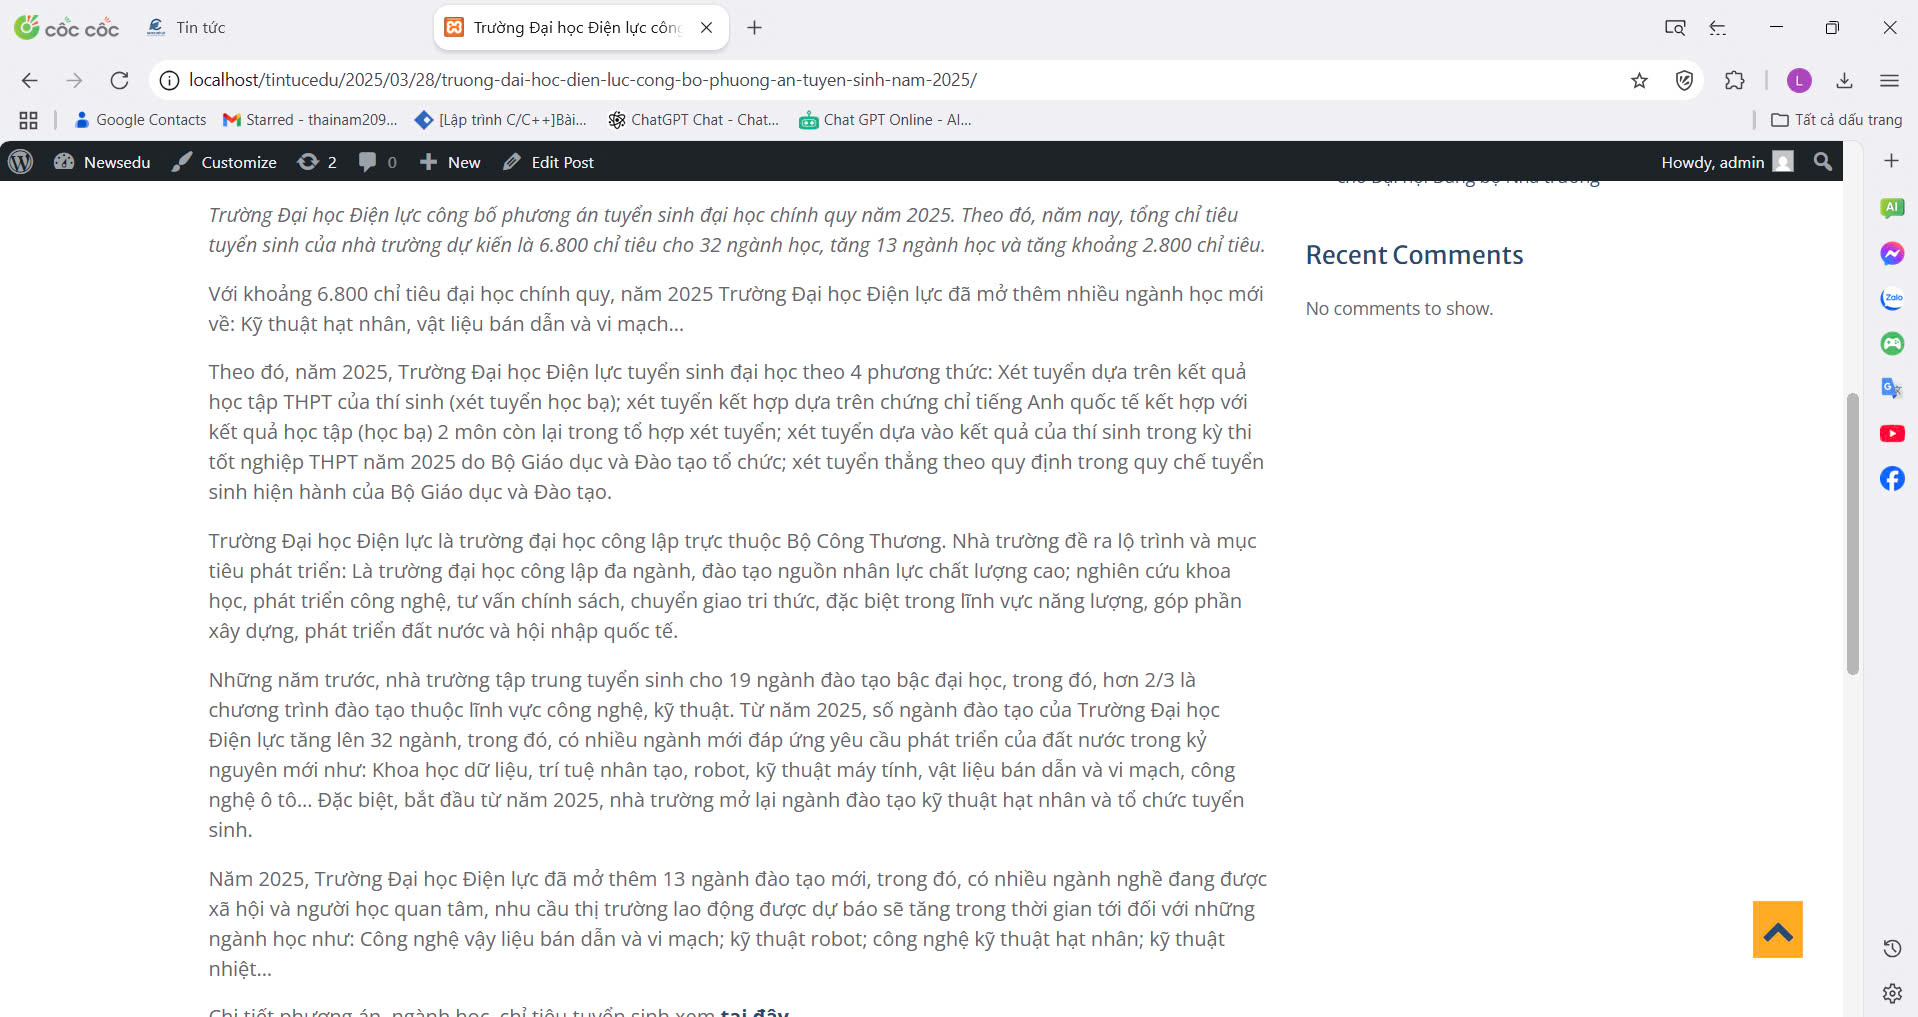 cốc cốc
Tin tức
Trường Đại học Điện lực côn
localhost/tintucedu/2025/03/28/truong-dai-hoc-dien-luc-cong-bo-phuong-an-tuyen-sinh-nam-2025/
L
Google Contacts
Starred - thainam209...
[Lập trình C/C++]Bài...
ChatGPT Chat - Chat...
Chat GPT Online - AI...
Tất cả dấu trang
Newsedu
Customize
2
0
New
Edit Post
Howdy, admin
cho Đại hội Đảng bộ Nhà trường
Trường Đại học Điện lực công bố phương án tuyển sinh đại học chính quy năm 2025. Theo đó, năm nay, tổng chỉ tiêu
tuyển sinh của nhà trường dự kiến là 6.800 chỉ tiêu cho 32 ngành học, tăng 13 ngành học và tăng khoảng 2.800 chỉ tiêu.
Với khoảng 6.800 chỉ tiêu đại học chính quy, năm 2025 Trường Đại học Điện lực đã mở thêm nhiều ngành học mới
về: Kỹ thuật hạt nhân, vật liệu bán dẫn và vi mạch...
Theo đó, năm 2025, Trường Đại học Điện lực tuyển sinh đại học theo 4 phương thức: Xét tuyển dựa trên kết quả
học tập THPT của thí sinh (xét tuyển học bạ); xét tuyển kết hợp dựa trên chứng chỉ tiếng Anh quốc tế kết hợp với
kết quả học tập (học bạ) 2 môn còn lại trong tổ hợp xét tuyển; xét tuyển dựa vào kết quả của thí sinh trong kỳ thi
tốt nghiệp THPT năm 2025 do Bộ Giáo dục và Đào tạo tổ chức; xét tuyển thẳng theo quy định trong quy chế tuyển
sinh hiện hành của Bộ Giáo dục và Đào tạo.
Trường Đại học Điện lực là trường đại học công lập trực thuộc Bộ Công Thương. Nhà trường đề ra lộ trình và mục
tiêu phát triển: Là trường đại học công lập đa ngành, đào tạo nguồn nhân lực chất lượng cao; nghiên cứu khoa
học, phát triển công nghệ, tư vấn chính sách, chuyển giao tri thức, đặc biệt trong lĩnh vực năng lượng, góp phần
xây dựng, phát triển đất nước và hội nhập quốc tế.
Những năm trước, nhà trường tập trung tuyển sinh cho 19 ngành đào tạo bậc đại học, trong đó, hơn 2/3 là
chương trình đào tạo thuộc lĩnh vực công nghệ, kỹ thuật. Từ năm 2025, số ngành đào tạo của Trường Đại học
Điện lực tăng lên 32 ngành, trong đó, có nhiều ngành mới đáp ứng yêu cầu phát triển của đất nước trong kỷ
nguyên mới như: Khoa học dữ liệu, trí tuệ nhân tạo, robot, kỹ thuật máy tính, vật liệu bán dẫn và vi mạch, công
nghệ ô tô... Đặc biệt, bắt đầu từ năm 2025, nhà trường mở lại ngành đào tạo kỹ thuật hạt nhân và tổ chức tuyển
sinh.
Năm 2025, Trường Đại học Điện lực đã mở thêm 13 ngành đào tạo mới, trong đó, có nhiều ngành nghề đang được
xã hội và người học quan tâm, nhu cầu thị trường lao động được dự báo sẽ tăng trong thời gian tới đối với những
ngành học như: Công nghệ vậy liệu bán dẫn và vi mạch; kỹ thuật robot; công nghệ kỹ thuật hạt nhân; kỹ thuật
nhiệt...
Chi tiết phương án, ngành học, chỉ tiêu tuyển sinh xem tại đây
Recent Comments
No comments to show.
AI
Zalo